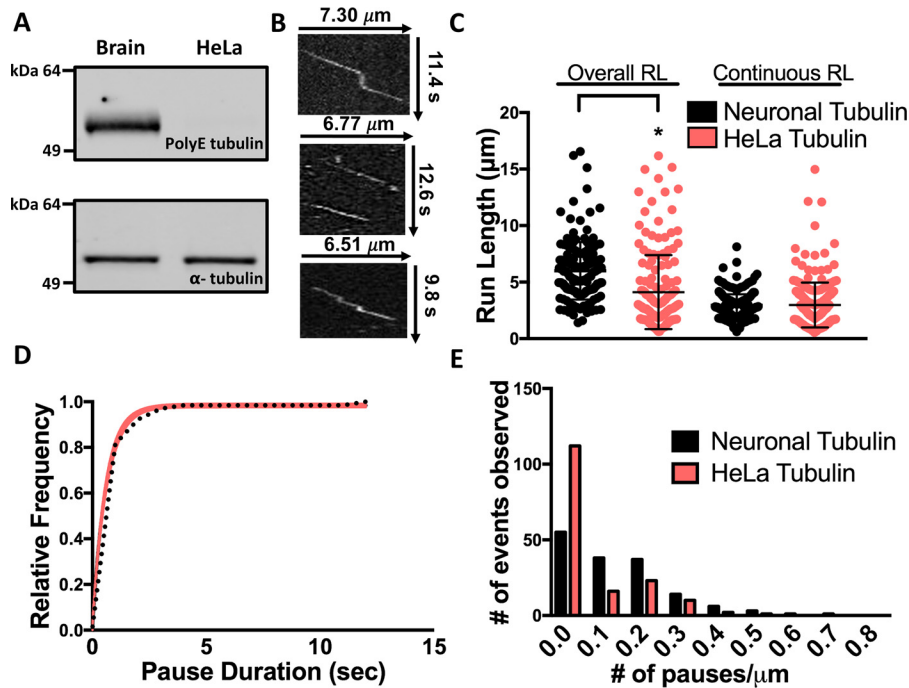 A
Brain HeLa
kDa 64
PolyE tubulin
49
kDa 64
α- tubulin
49
B
7.30 μm
11.4 s
6.77 μm
12.6 s
6.51 μm
9.8 s
C
Overall RL Continuous RL
Neuronal Tubulin
HeLa Tubulin
*
Run Length (μm)
20
15
10
5
0
D
Relative Frequency
1.0
0.8
0.6
0.4
0.2
0.0
0 5 10 15
Pause Duration (sec)
E
# of events observed
150
100
50
0
Neuronal Tubulin
HeLa Tubulin
0.0 0.1 0.2 0.3 0.4 0.5 0.6 0.7 0.8
# of pauses/μm